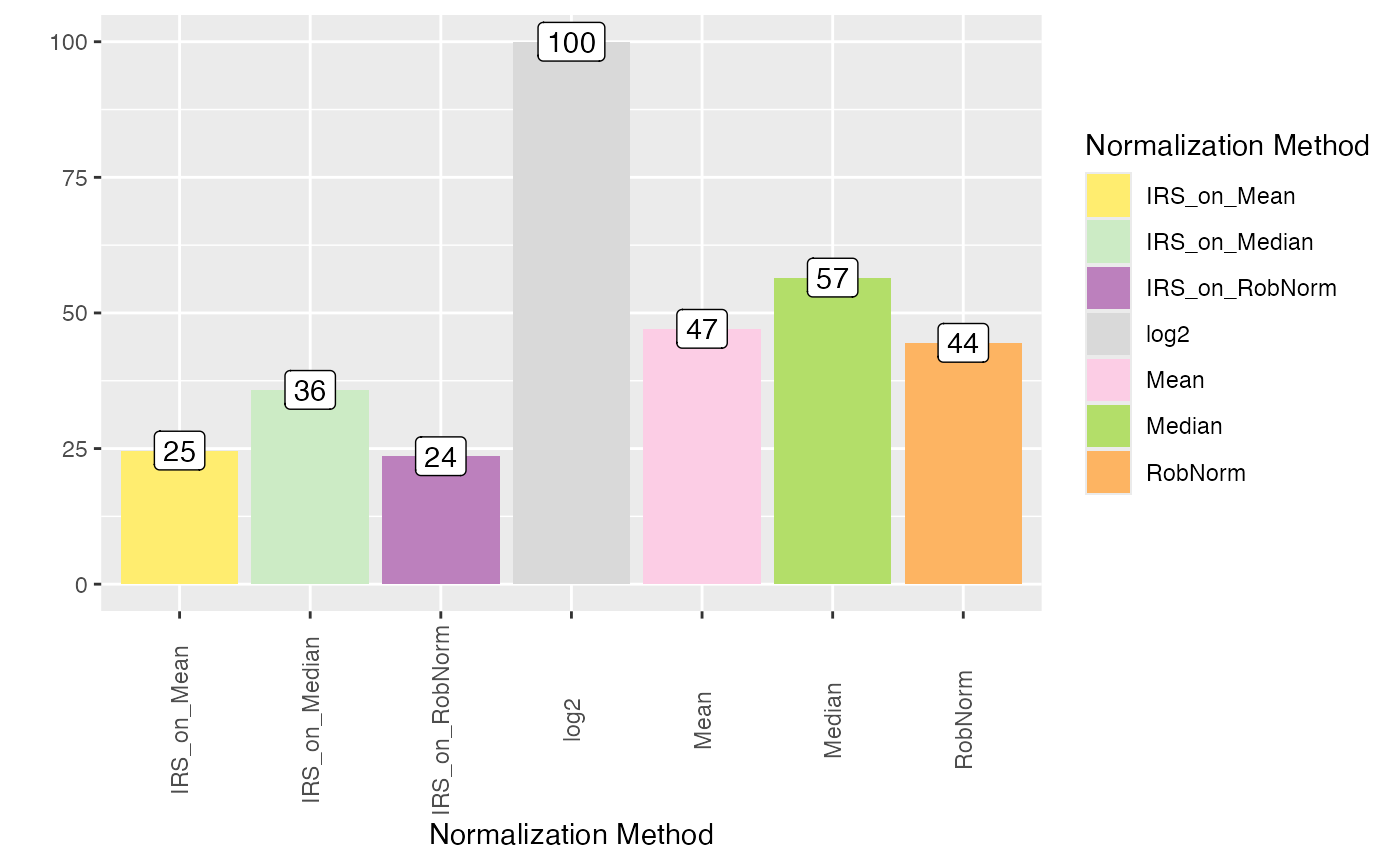 100
75
50
25
0
25
36
24
100
47
57
44
IRS_on_Mean
IRS_on_Median
IRS_on_RobNorm
log2
Mean
Median
RobNorm
Normalization Method
Normalization Method
IRS_on_Mean
IRS_on_Median
IRS_on_RobNorm
log2
Mean
Median
RobNorm